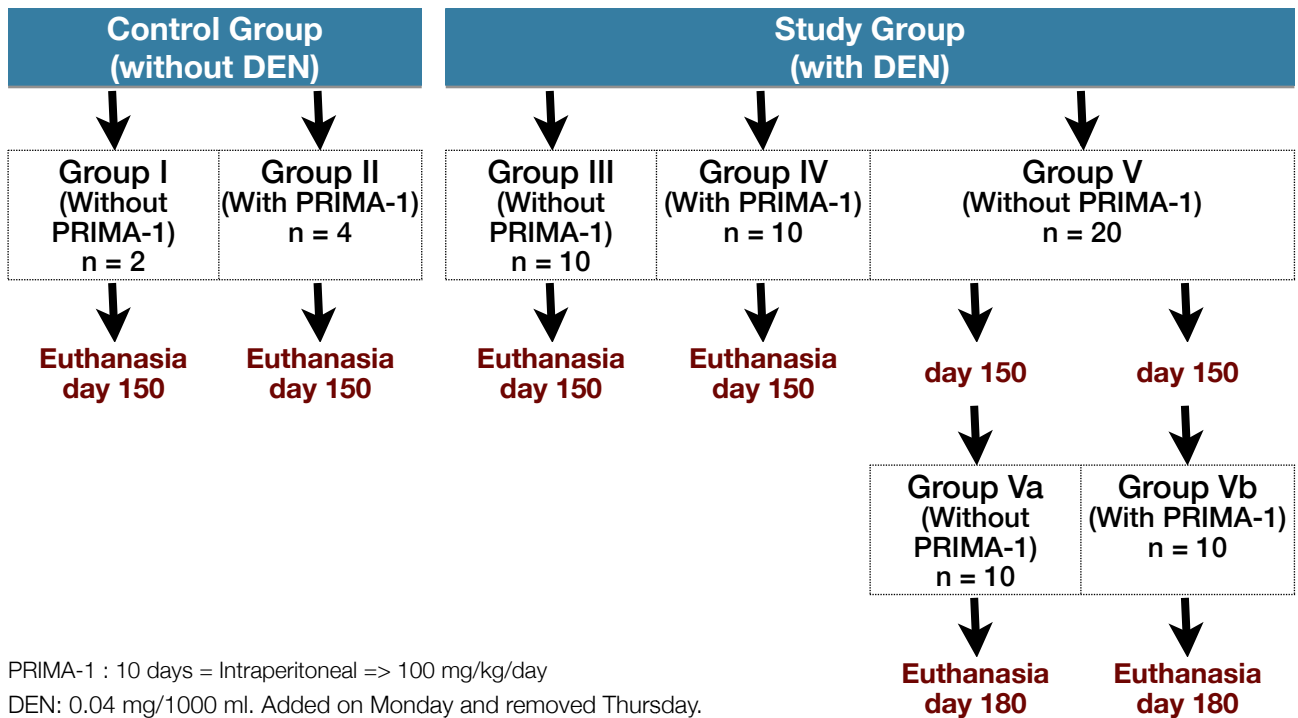 Control Group
(without DEN)
Study Group
(with DEN)
Group I
(Without
PRIMA-1)
n = 2
Group II
(With PRIMA-1)
n = 4
Group III
(Without
PRIMA-1)
n = 10
Group IV
(With PRIMA-1)
n = 10
Group V
(Without PRIMA-1)
n = 20
Euthanasia
day 150
Euthanasia
day 150
Euthanasia
day 150
Euthanasia
day 150
day 150
day 150
Group Va
(Without
PRIMA-1)
n = 10
Group Vb
(With PRIMA-1)
n = 10
Euthanasia
day 180
Euthanasia
day 180
PRIMA-1 : 10 days = Intraperitoneal => 100 mg/kg/day
DEN: 0.04 mg/1000 ml. Added on Monday and removed Thursday.